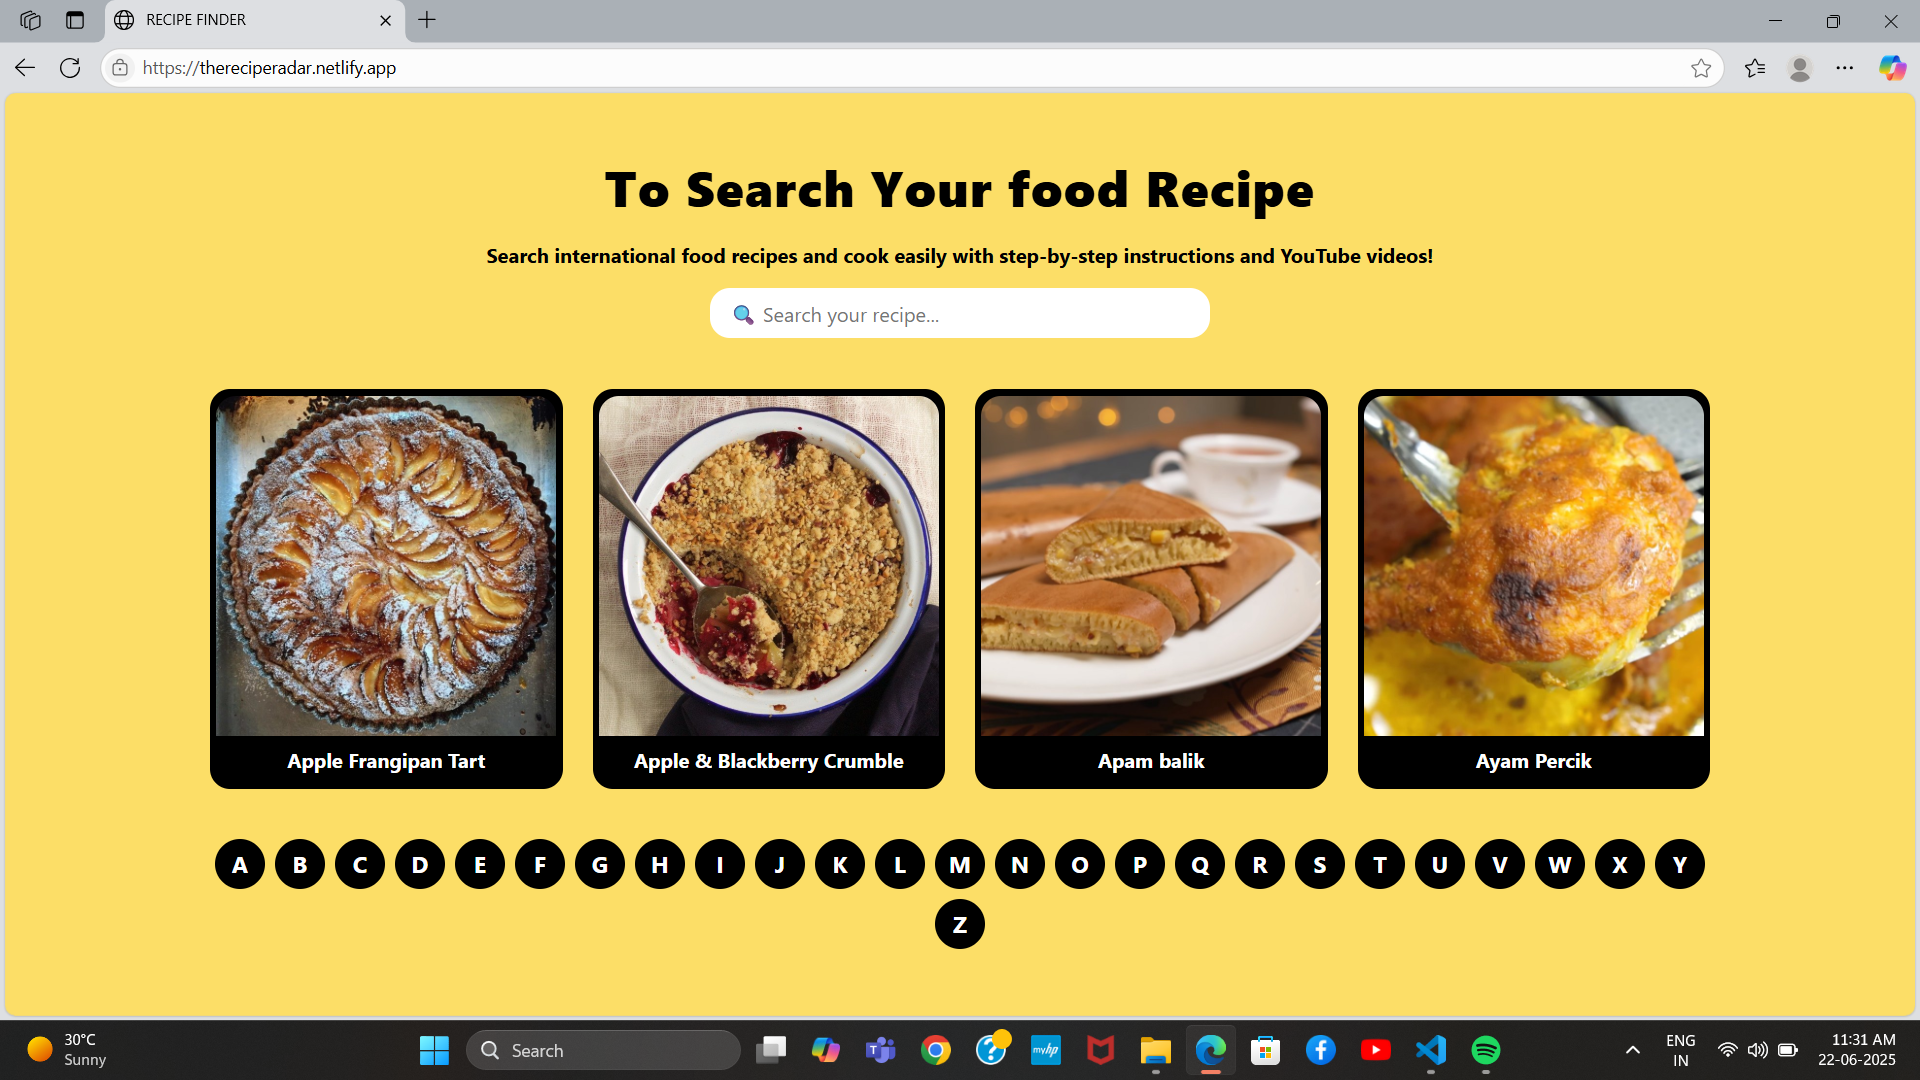 RECIPE FINDER
https://thereciperadar.netlify.app
To Search Your food Recipe
Search international food recipes and cook easily with step-by-step instructions and YouTube videos!
Search your recipe...
Apple Frangipan Tart
Apple & Blackberry Crumble
Apam balik
Ayam Percik
A B C D E F G H I J K L M N O P Q R S T U V W X Y
Z
30°C
Sunny
Search
T
?
myhp
ENG
IN
11:31 AM
22-06-2025